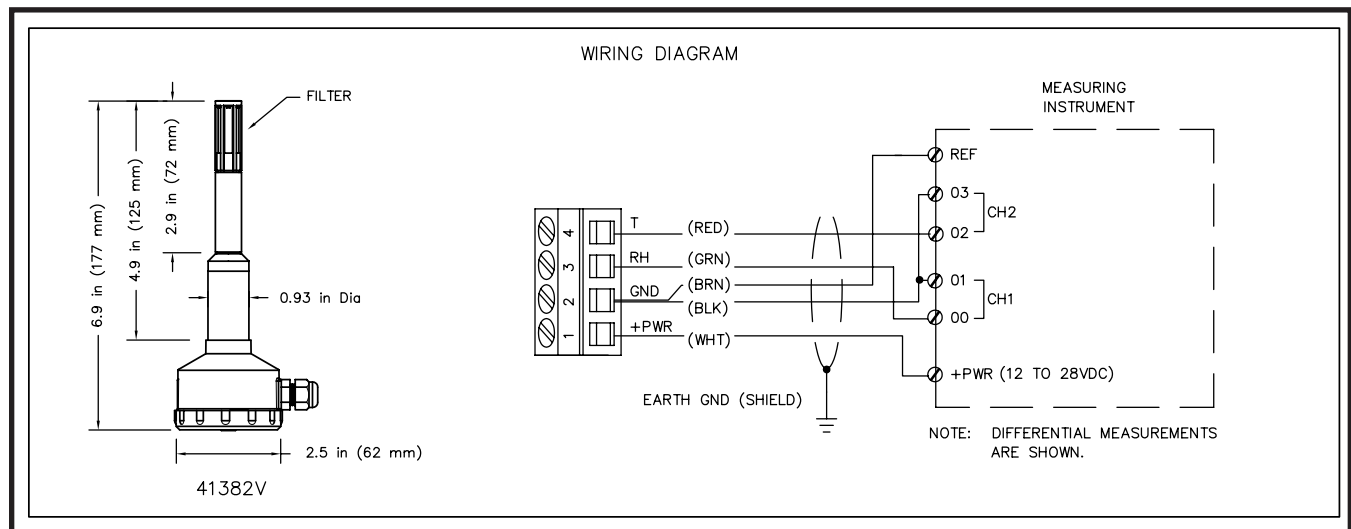 WIRING DIAGRAM
FILTER
6.9 in (177 mm)
4.9 in (125 mm)
2.9 in (72 mm)
0.93 in Dia
2.5 in (62 mm)
41382V
4
3
2
1
T
RH
GND
+PWR
(RED)
(GRN)
(BRN)
(BLK)
(WHT)
EARTH GND (SHIELD)
MEASURING
INSTRUMENT
REF
03
CH2
02
01
CH1
00
+PWR (12 TO 28VDC)
NOTE: DIFFERENTIAL MEASUREMENTS
ARE SHOWN.